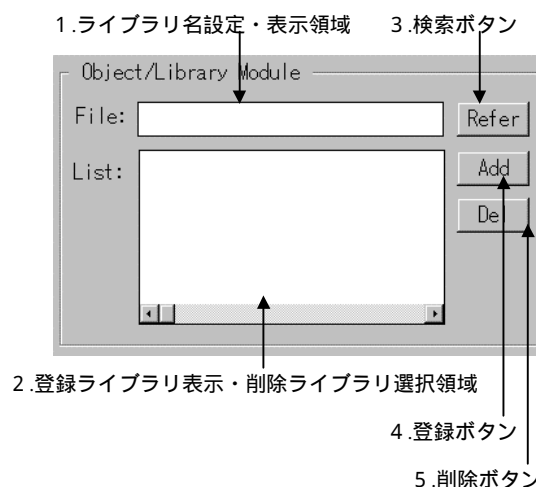 1.ライブラリ名設定・表示領域 3.検索ボタン
Object/Library Module
File: Refer
List: Add
Del
2.登録ライブラリ表示・削除ライブラリ選択領域
4.登録ボタン
5.削除ボタン